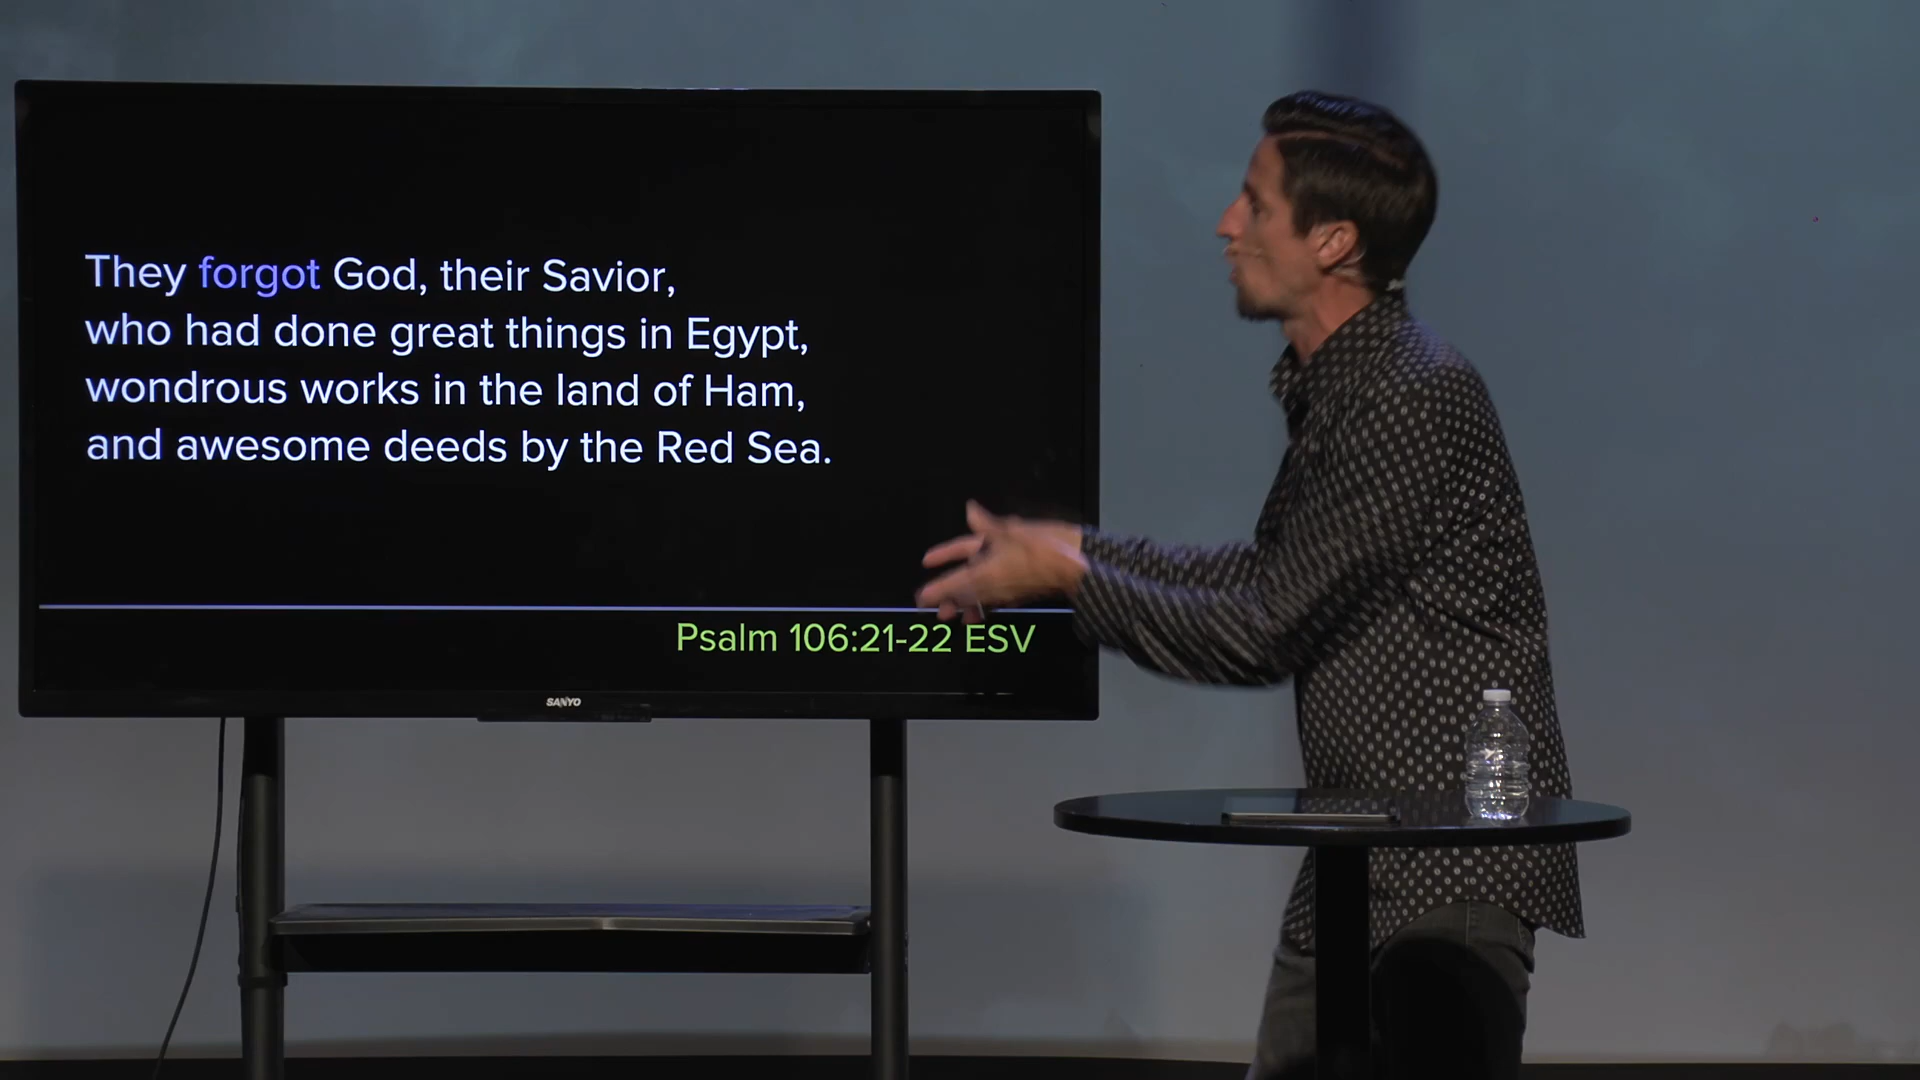 They forgot God, their Savior,
who had done great things in Egypt,
wondrous works in the land of Ham,
and awesome deeds by the Red Sea.
Psalm 106:21-22 ESV
SANYO